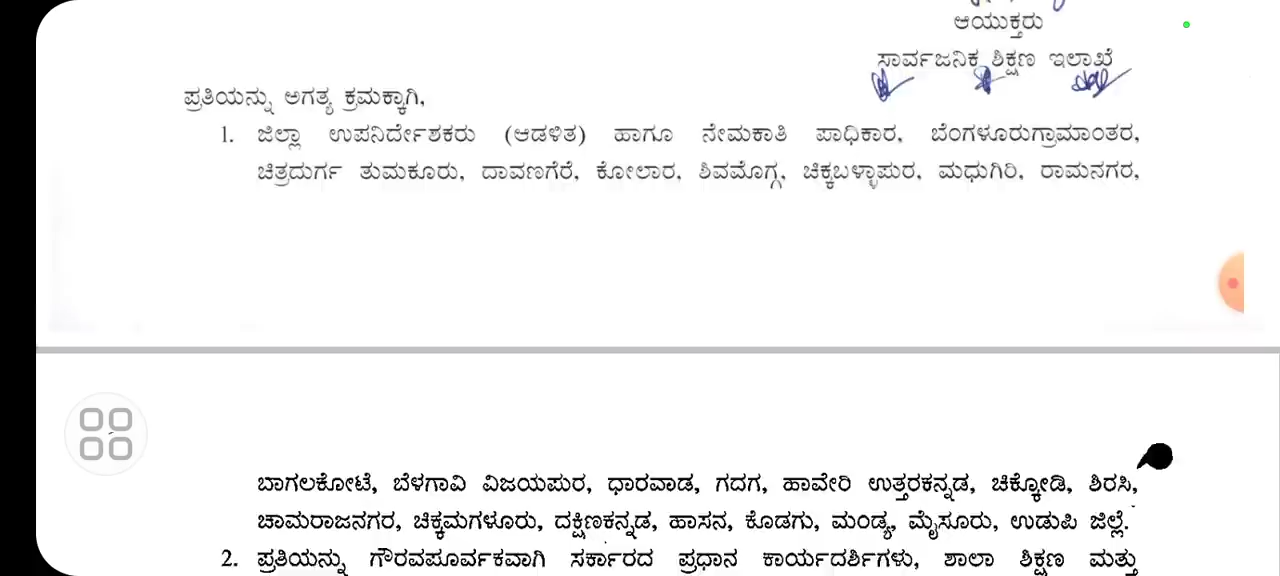 ಆಯುಕ್ತರು
ಸಾರ್ವಜನಿಕ ಶಿಕ್ಷಣ ಇಲಾಖೆ
ಪ್ರತಿಯನ್ನು ಅಗತ್ಯ ಕ್ರಮಕ್ಕಾಗಿ,
1. ಜಿಲ್ಲಾ ಉಪನಿರ್ದೇಶಕರು (ಆಡಳಿತ) ಹಾಗೂ ನೇಮಕಾತಿ ಪಾಧಿಕಾರ, ಬೆಂಗಳೂರುಗ್ರಾಮಾಂತರ,
ಚಿತ್ರದುರ್ಗ ತುಮಕೂರು, ದಾವಣಗೆರೆ, ಕೋಲಾರ, ಶಿವಮೊಗ್ಗ, ಚಿಕ್ಕಬಳ್ಳಾಪುರ, ಮಧುಗಿರಿ, ರಾಮನಗರ,
ಬಾಗಲಕೋಟೆ, ಬೆಳಗಾವಿ ವಿಜಯಪುರ, ಧಾರವಾಡ, ಗದಗ, ಹಾವೇರಿ ಉತ್ತರಕನ್ನಡ, ಚಿಕ್ಕೋಡಿ, ಶಿರಸಿ,
ಚಾಮರಾಜನಗರ, ಚಿಕ್ಕಮಗಳೂರು, ದಕ್ಷಿಣಕನ್ನಡ, ಹಾಸನ, ಕೊಡಗು, ಮಂಡ್ಯ, ಮೈಸೂರು, ಉಡುಪಿ ಜಿಲ್ಲೆ.
2. ಪ್ರತಿಯನ್ನು ಗೌರವಪೂರ್ವಕವಾಗಿ ಸರ್ಕಾರದ ಪ್ರಧಾನ ಕಾರ್ಯದರ್ಶಿಗಳು, ಶಾಲಾ ಶಿಕ್ಷಣ ಮತ್ತು